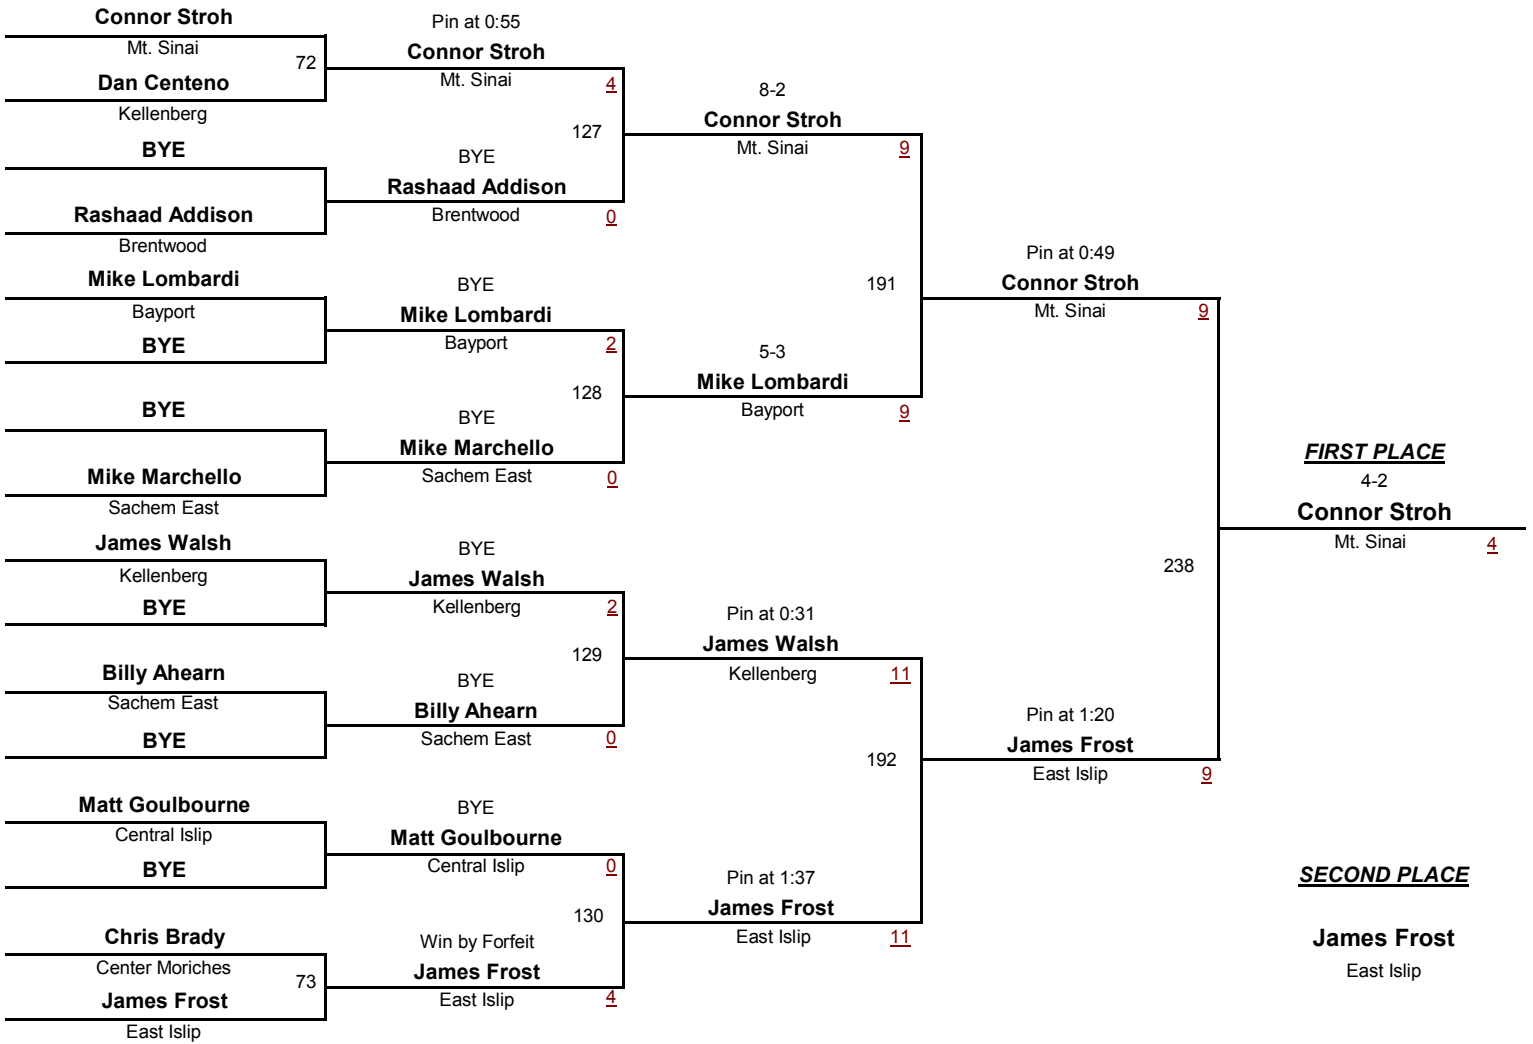 Connor Stroh
Mt. Sinai
72
Dan Centeno
Kellenberg
BYE
Rashaad Addison
Brentwood
Mike Lombardi
Bayport
BYE
BYE
Mike Marchello
Sachem East
James Walsh
Kellenberg
BYE
Billy Ahearn
Sachem East
BYE
Matt Goulbourne
Central Islip
BYE
Chris Brady
Center Moriches
73
James Frost
East Islip
Pin at 0:55
Connor Stroh
Mt. Sinai
4
127
BYE
Rashaad Addison
Brentwood
0
BYE
Mike Lombardi
Bayport
2
128
BYE
Mike Marchello
Sachem East
0
BYE
James Walsh
Kellenberg
2
129
BYE
Billy Ahearn
Sachem East
0
BYE
Matt Goulbourne
Central Islip
0
130
Win by Forfeit
James Frost
East Islip
4
8-2
Connor Stroh
Mt. Sinai
9
191
5-3
Mike Lombardi
Bayport
9
Pin at 0:31
James Walsh
Kellenberg
11
192
Pin at 1:37
James Frost
East Islip
11
Pin at 0:49
Connor Stroh
Mt. Sinai
9
238
Pin at 1:20
James Frost
East Islip
9
FIRST PLACE
4-2
Connor Stroh
Mt. Sinai
4
SECOND PLACE
James Frost
East Islip